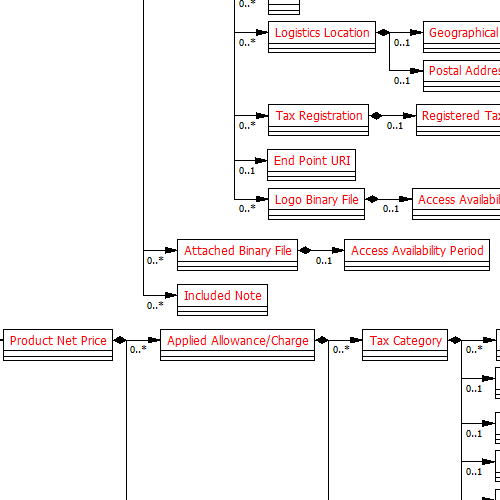 0..*
Logistics Location
Geographical
0..*
0..1
Postal Addres
0..1
Tax Registration
Registered Tax
0..*
0..1
End Point URI
0..1
Logo Binary File
Access Availabil
0..*
0..1
Attached Binary File
Access Availability Period
0..*
0..1
Included Note
0..*
Product Net Price
Applied Allowance/Charge
Tax Category
0..*
0..*
0..*
0..1
0..1
0..1